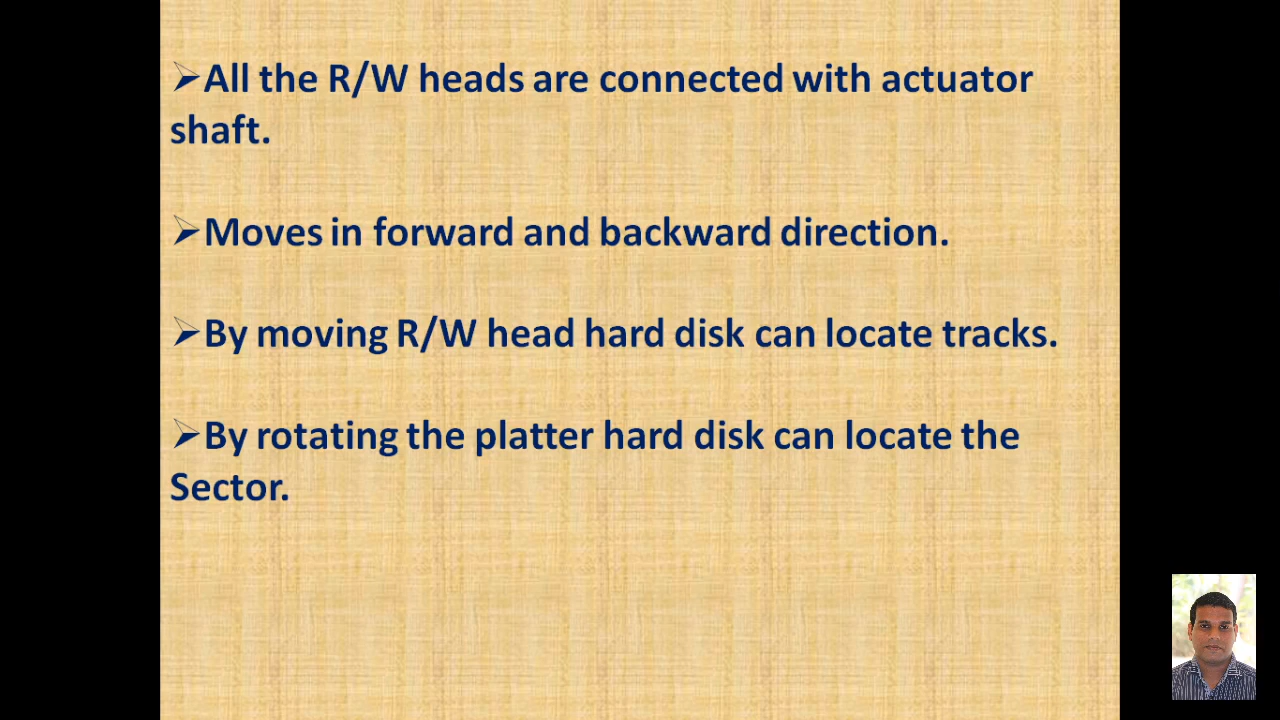 ➢All the R/W heads are connected with actuator
shaft.
➢Moves in forward and backward direction.
➢By moving R/W head hard disk can locate tracks.
➢By rotating the platter hard disk can locate the
Sector.